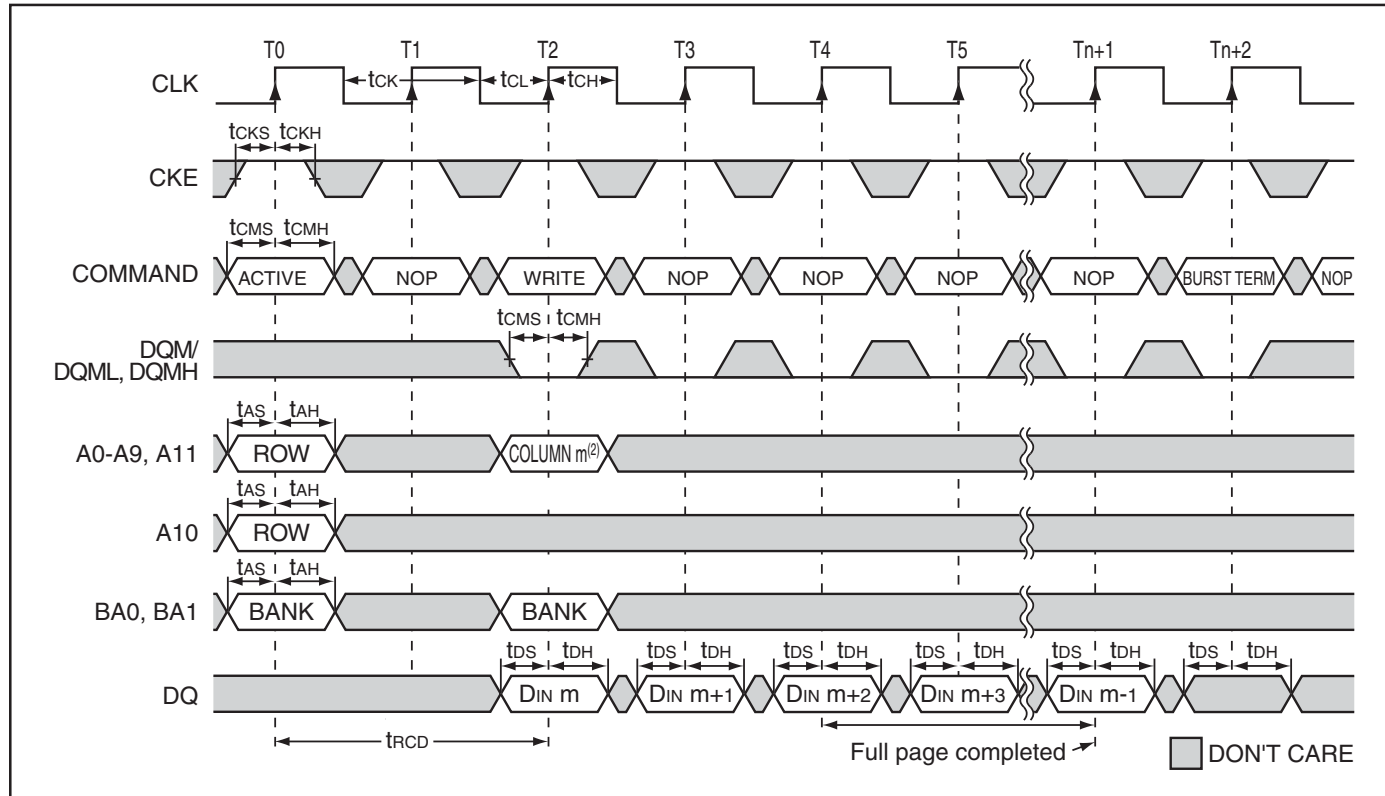 T0 T1 T2 T3 T4 T5 Tn+1 Tn+2
CLK tCK tCL tCH
tCKS tCKH
CKE
tCMS tCMH
COMMAND ACTIVE NOP WRITE NOP NOP NOP NOP BURST TERM NOP
tCMS tCMH
DQM/
DQML, DQMH
tAS tAH
A0-A9, A11 ROW COLUMN m(2)
tAS tAH
A10 ROW
tAS tAH
BA0, BA1 BANK BANK
tDS tDH tDS tDH tDS tDH tDS tDH tDS tDH tDS tDH
DQ DIN m DIN m+1 DIN m+2 DIN m+3 DIN m-1
tRCD
Full page completed
DON'T CARE